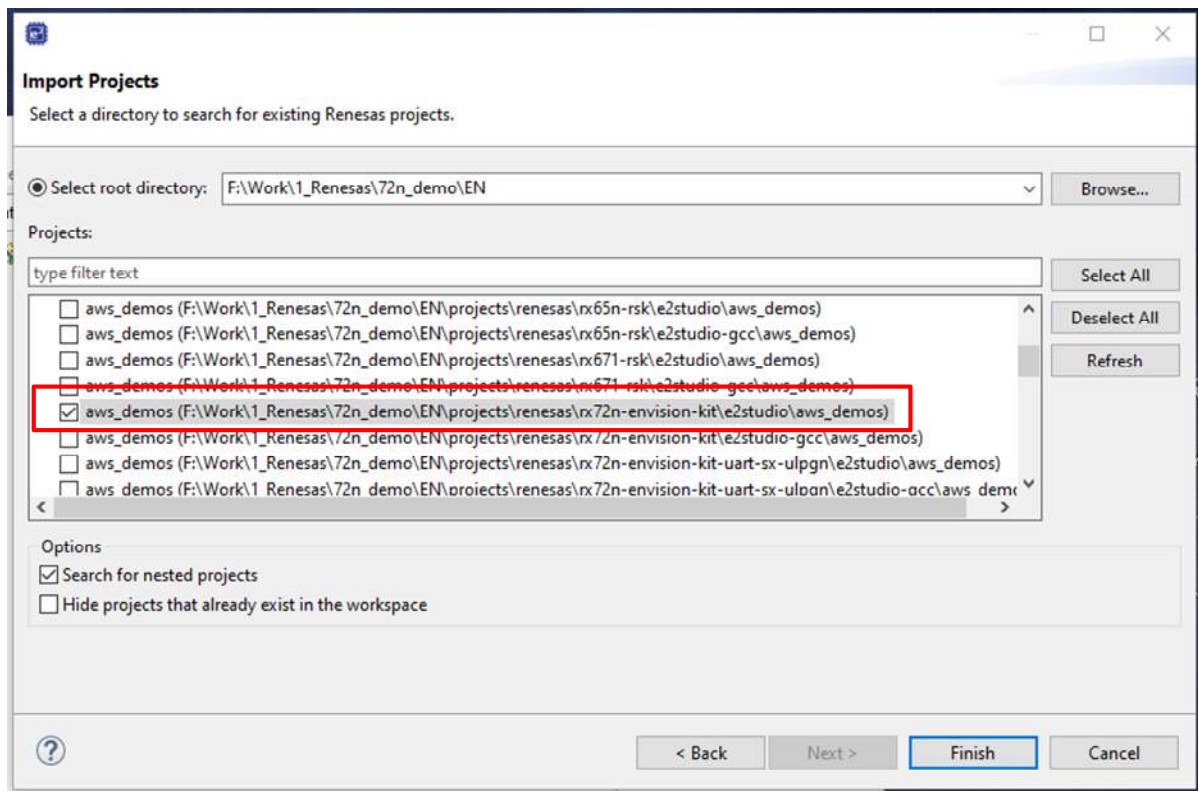 Import Projects
Select a directory to search for existing Renesas projects.
Select root directory: F:\Work\1_Renesas\72n_demo\EN Browse...
Projects:
type filter text Select All
aws_demos (F:\Work\1_Renesas\72n_demo\EN\projects\renesas\rx65n-rsk\e2studio\aws_demos)
Deselect All
aws_demos (F:\Work\1_Renesas\72n_demo\EN\projects\renesas\rx65n-rsk\e2studio-gcc\aws_demos)
aws_demos (F:\Work\1_Renesas\72n_demo\EN\projects\renesas\rx671-rsk\e2studio\aws_demos)
Refresh
aws_demos (F:\Work\1_Renesas\72n_demo\EN\projects\renesas\rx671-rsk\e2studio-gcc\aws_demos)
aws_demos (F:\Work\1_Renesas\72n_demo\EN\projects\renesas\rx72n-envision-kit\e2studio\aws_demos)
aws_demos (F:\Work\1_Renesas\72n_demo\EN\projects\renesas\rx72n-envision-kit\e2studio-gcc\aws_demos)
aws_demos (F:\Work\1_Renesas\72n_demo\EN\projects\renesas\rx72n-envision-kit-uart-sx-ulpgn\e2studio\aws_demos)
aws_demos (F:\Work\1_Renesas\72n_demo\EN\projects\renesas\rx72n-envision-kit-uart-sx-ulpgn\e2studio-gcc\aws_demo
Options
Search for nested projects
Hide projects that already exist in the workspace
? < Back Next > Finish Cancel